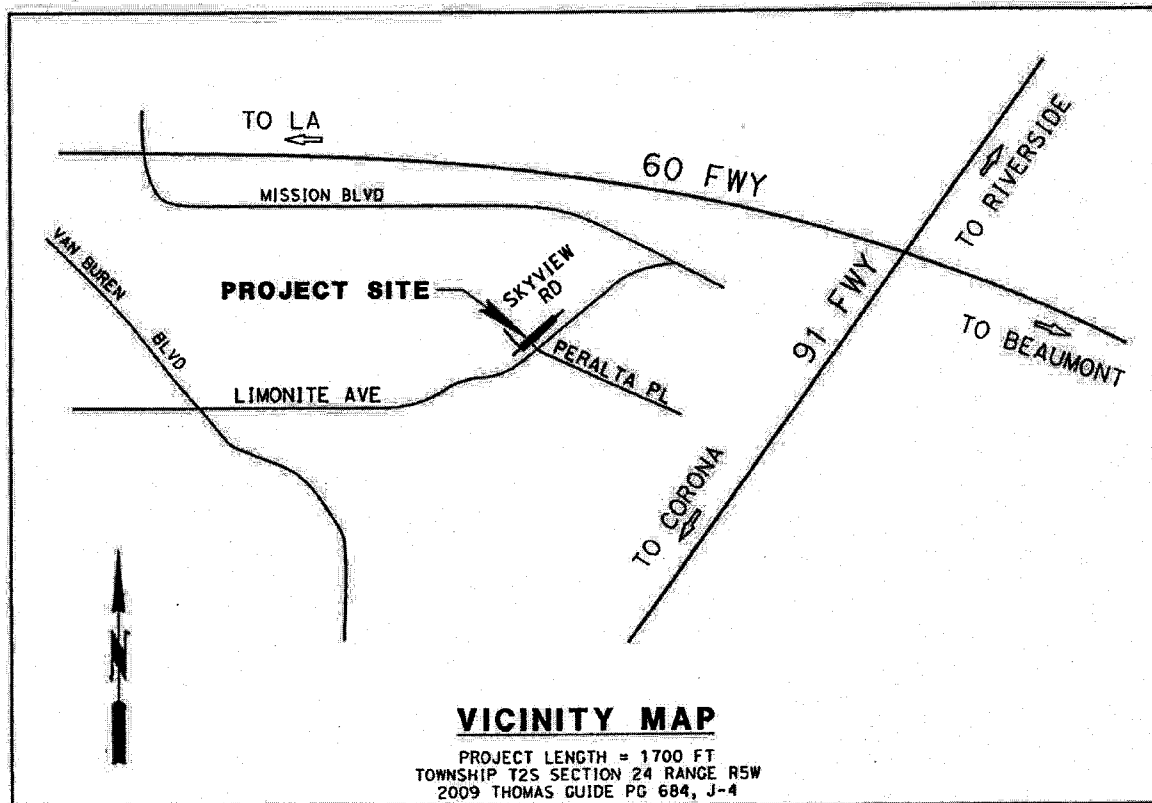 TO LA
60 FWY
MISSION BLVD
TO RIVERSIDE
VAN BUREN
BLVD
PROJECT SITE
SKYVIEW
RD
91 FWY
TO BEAUMONT
PERALTA PL
LIMONITE AVE
TO CORONA
N
VICINITY MAP
PROJECT LENGTH = 1700 FT
TOWNSHIP T2S SECTION 24 RANGE R5W
2009 THOMAS GUIDE PG 684, J-4